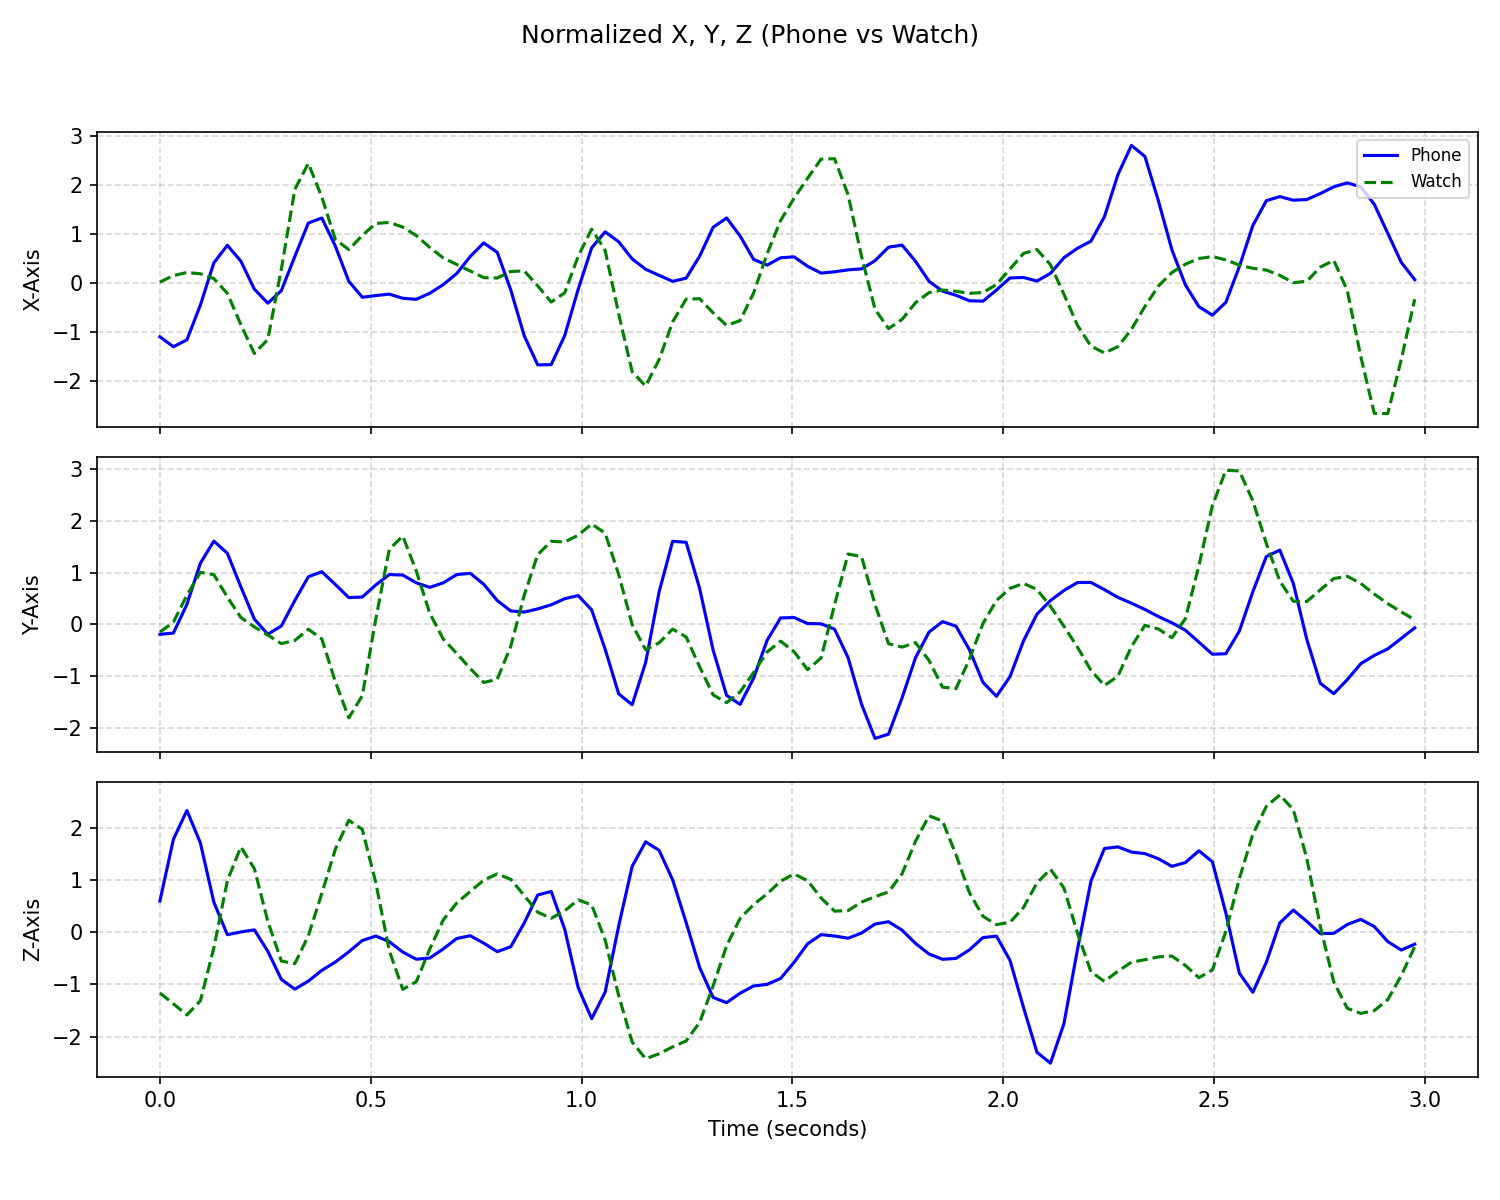 Normalized X, Y, Z (Phone vs Watch)
3
2
1
0
−1
−2
X-Axis
Phone
Watch
3
2
1
0
−1
−2
Y-Axis
2
1
0
−1
−2
Z-Axis
0.0 0.5 1.0 1.5 2.0 2.5 3.0
Time (seconds)